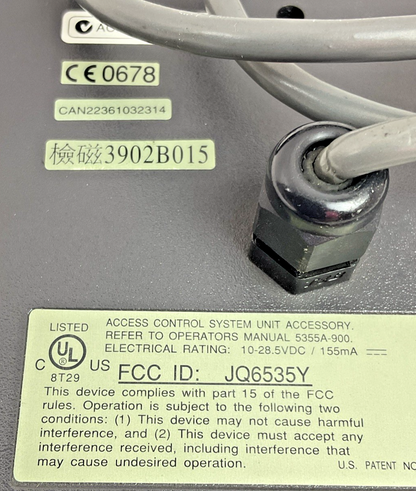 CE0678
CAN22361032314
檢磁3902B015
LISTED
UL
C US
8T29
ACCESS CONTROL SYSTEM UNIT ACCESSORY.
REFER TO OPERATORS MANUAL 5355A-900.
ELECTRICAL RATING: 10-28.5VDC / 155mA
FCC ID: JQ6535Y
This device complies with part 15 of the FCC
rules. Operation is subject to the following two
conditions: (1) This device may not cause harmful
interference, and (2) This device must accept any
interference received, including interference that
may cause undesired operation.
U.S. PATENT NO